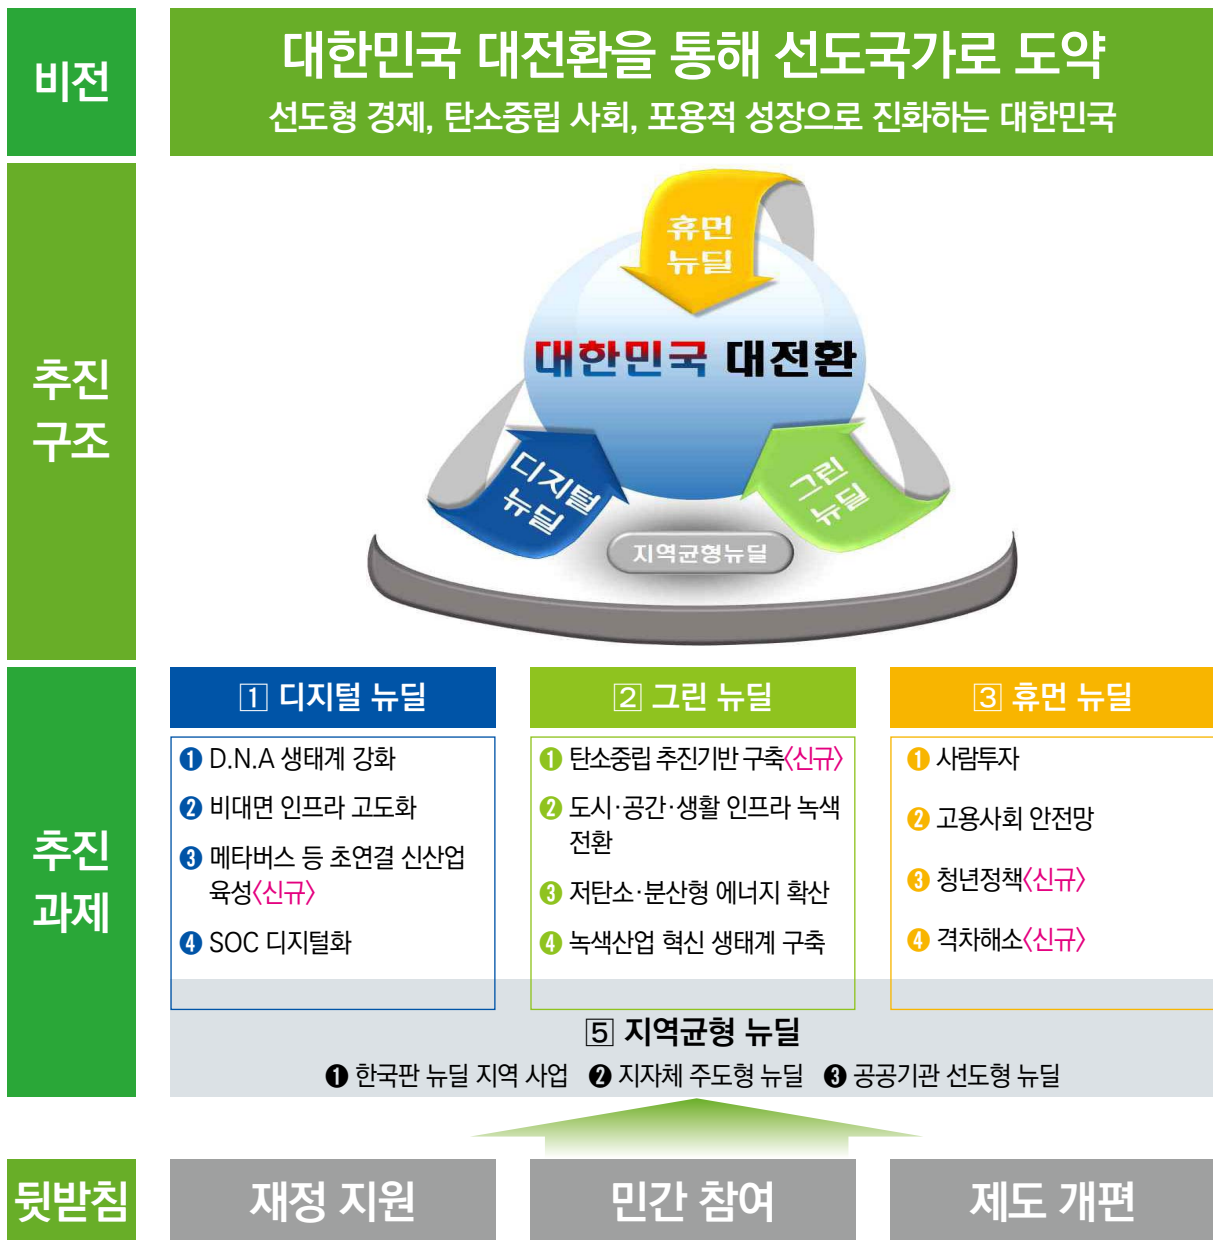 비전
대한민국 대전환을 통해 선도국가로 도약
선도형 경제, 탄소중립 사회, 포용적 성장으로 진화하는 대한민국
추진
구조
휴먼
뉴딜
대한민국 대전환
디지털
뉴딜
그린
뉴딜
지역균형뉴딜
추진
과제
1 디지털 뉴딜
❶ D.N.A 생태계 강화
❷ 비대면 인프라 고도화
❸ 메타버스 등 초연결 신산업
육성〈신규〉
❹ SOC 디지털화
2 그린 뉴딜
❶ 탄소중립 추진기반 구축〈신규〉
❷ 도시·공간·생활 인프라 녹색
전환
❸ 저탄소·분산형 에너지 확산
❹ 녹색산업 혁신 생태계 구축
3 휴먼 뉴딜
❶ 사람투자
❷ 고용사회 안전망
❸ 청년정책〈신규〉
❹ 격차해소〈신규〉
5 지역균형 뉴딜
❶ 한국판 뉴딜 지역 사업 ❷ 지자체 주도형 뉴딜 ❸ 공공기관 선도형 뉴딜
뒷받침
재정 지원
민간 참여
제도 개편